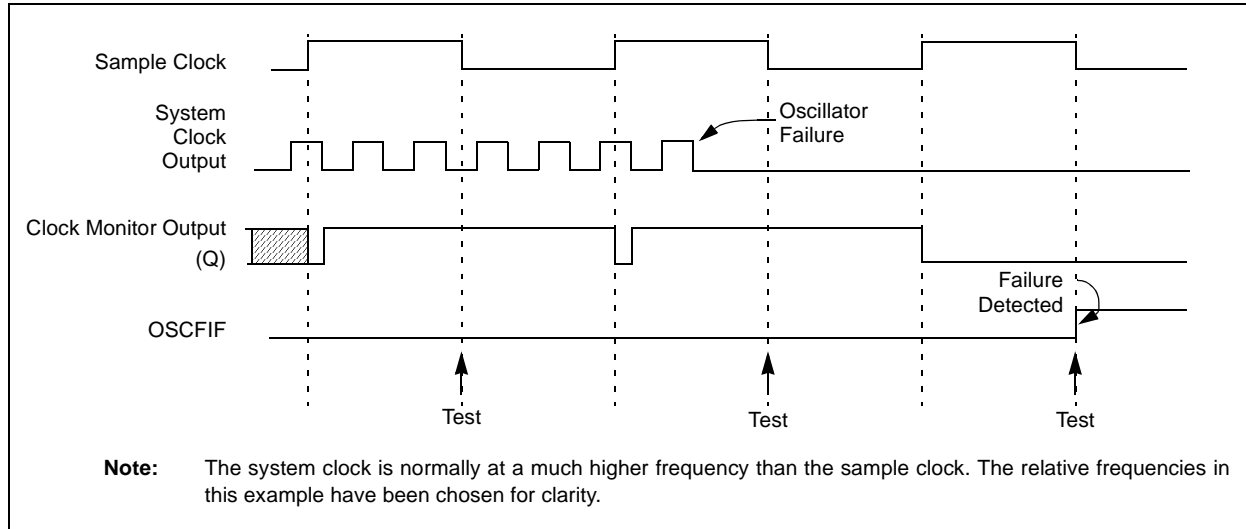 Sample Clock
System
Clock
Output
Oscillator
Failure
Clock Monitor Output
(Q)
Failure
Detected
OSCFIF
Test
Test
Test
Note: The system clock is normally at a much higher frequency than the sample clock. The relative frequencies in
this example have been chosen for clarity.